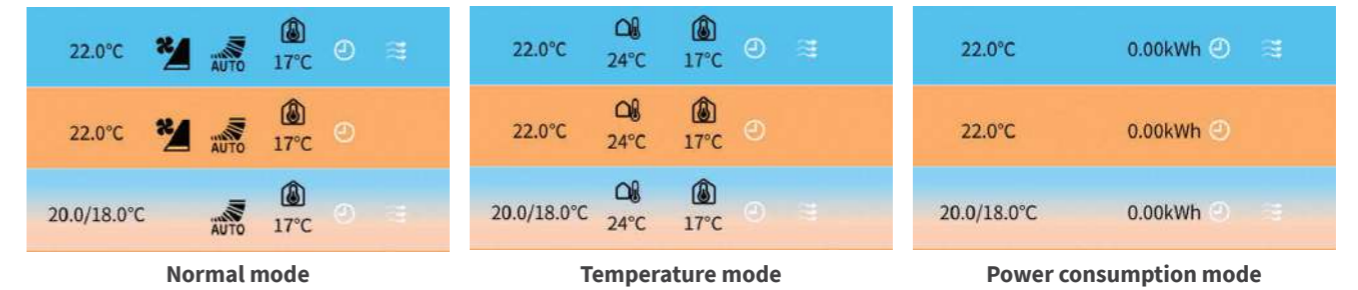 22.0°C AUTO 17°C
22.0°C AUTO 17°C
20.0/18.0°C AUTO 17°C
Normal mode
22.0°C 24°C 17°C
22.0°C 24°C 17°C
20.0/18.0°C 24°C 17°C
Temperature mode
22.0°C 0.00kWh
22.0°C 0.00kWh
20.0/18.0°C 0.00kWh
Power consumption mode